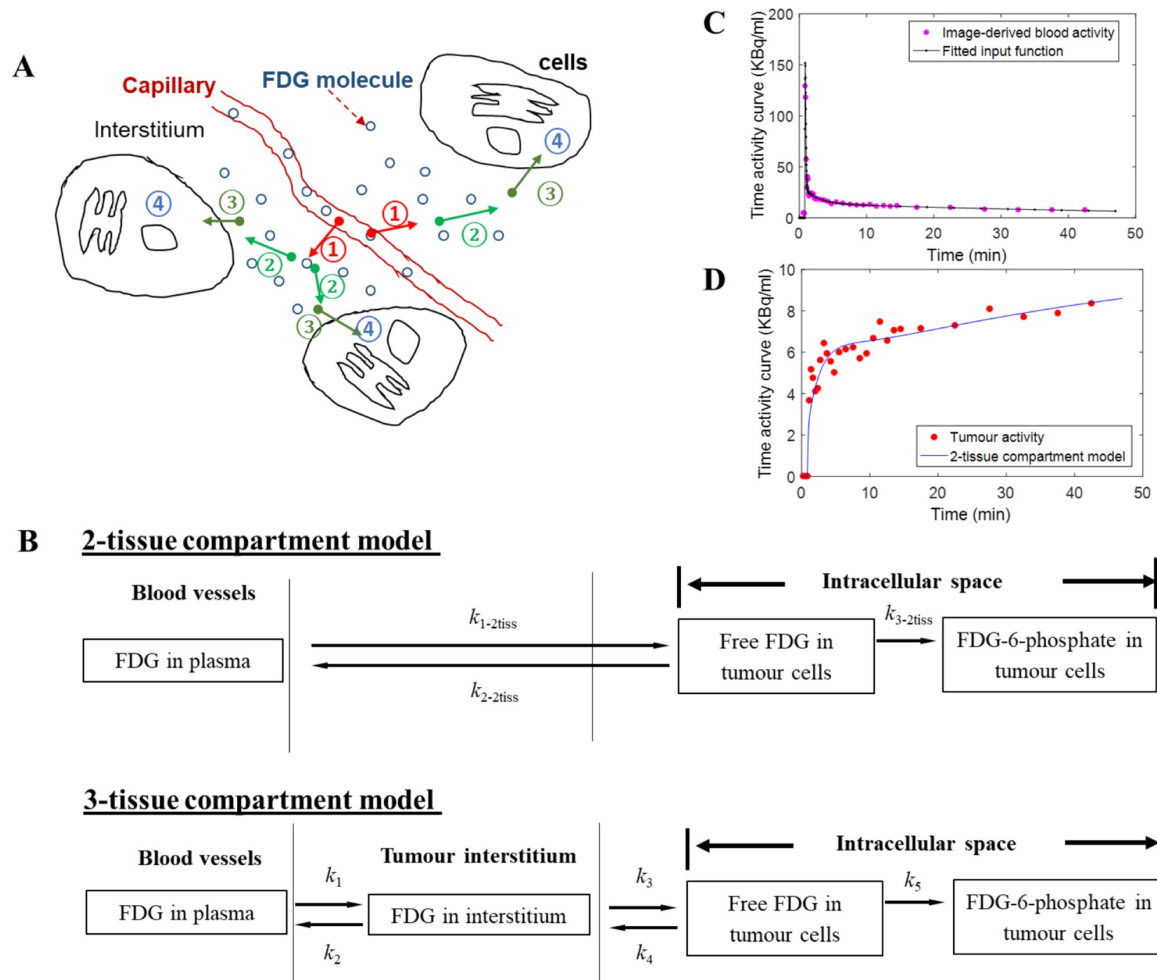 A
Capillary
FDG molecule
cells
Interstitium
4
3
1
1
3
2
2
2
4
3
4
C
Time activity curve (KBq/ml)
200
150
100
50
0
Image-derived blood activity
Fitted input function
0 10 20 30 40 50
Time (min)
D
Time activity curve (KBq/ml)
10
8
6
4
2
0
Tumour activity
2-tissue compartment model
0 10 20 30 40 50
Time (min)
B
2-tissue compartment model
Blood vessels
Intracellular space
FDG in plasma
k1-2tiss
k2-2tiss
Free FDG in
tumour cells
k3-2tiss
FDG-6-phosphate in
tumour cells
3-tissue compartment model
Blood vessels
Tumour interstitium
Intracellular space
FDG in plasma
k1
k2
FDG in interstitium
k3
k4
Free FDG in
tumour cells
k5
FDG-6-phosphate in
tumour cells